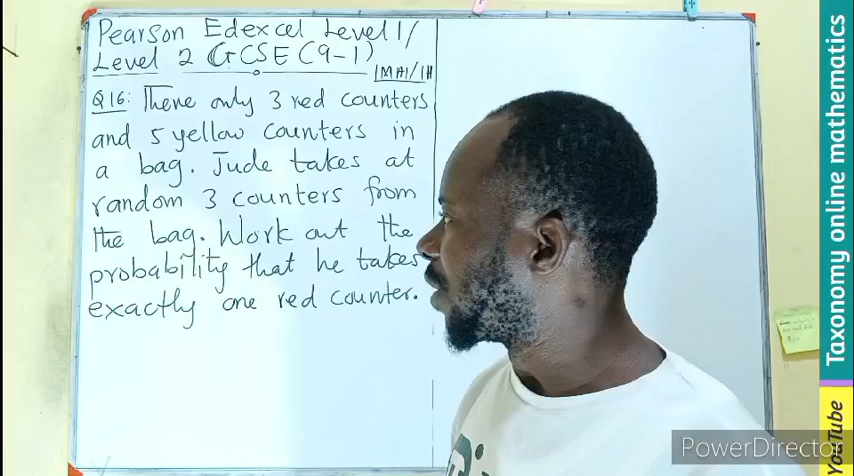 Pearson Edexcel Level 1/
Level 2 GCSE (9-1)
1MA1/1H
Q16: There only 3 red counters
and 5 yellow counters in
a bag. Jude takes at
random 3 counters from
the bag. Work out the
probability that he takes
exactly one red counter.
Taxonomy online mathematics
YouTube
PowerDirector